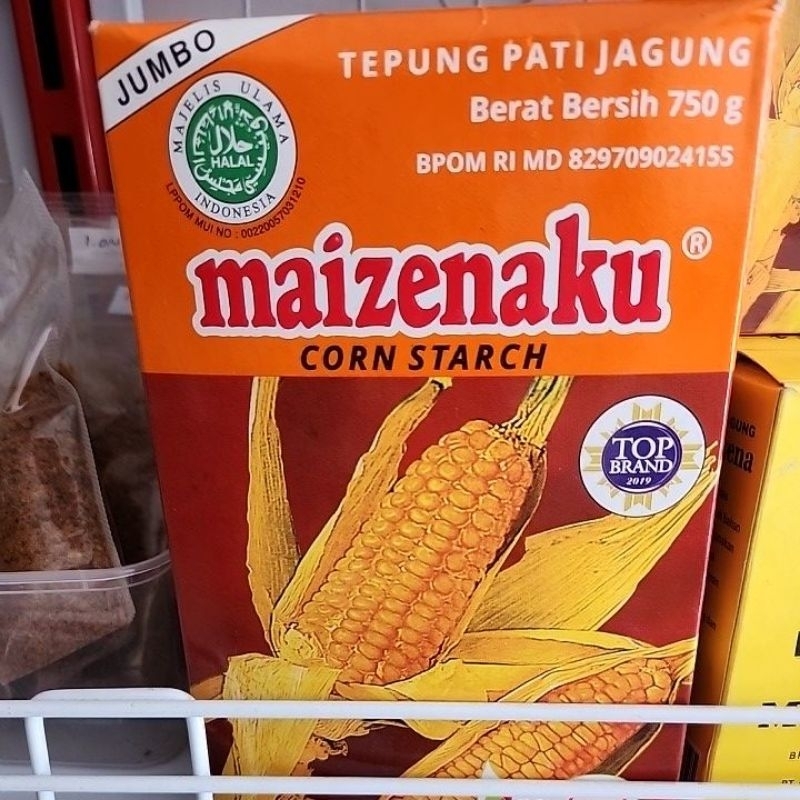 JUMBO
TEPUNG PATI JAGUNG
Berat Bersih 750 g
BPOM RI MD 829709024155
MAJELIS ULAMA
حلال
HALAL
INDONESIA
LPPOM MUI NO : 00220057031210
maizenaku ®
CORN STARCH
TOP
BRAND
2019